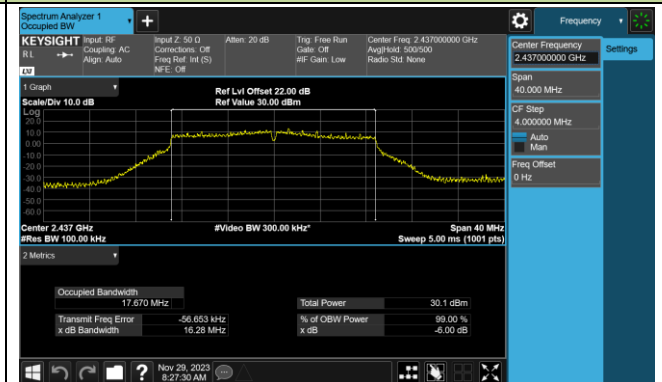 Spectrum Analyzer 1
Occupied BW
+
Frequency
KEYSIGHT
RL
LXI
Input: RF
Coupling: AC
Align: Auto
Input Z: 50 Ω
Corrections: Off
Freq Ref: Int (S)
NFE: Off
Atten: 20 dB
Trig: Free Run
Gate: Off
#IF Gain: Low
Center Freq: 2.437000000 GHz
Avg|Hold: 500/500
Radio Std: None
Center Frequency
2.437000000 GHz
Settings
Span
40.000 MHz
CF Step
4.000000 MHz
Auto
Man
Freq Offset
0 Hz
1 Graph
Scale/Div 10.0 dB
Ref Lvl Offset 22.00 dB
Ref Value 30.00 dBm
Log
20.0
10.0
0.00
-10.0
-20.0
-30.0
-40.0
-50.0
-60.0
Center 2.437 GHz
#Video BW 300.00 kHz*
Span 40 MHz
#Res BW 100.00 kHz
Sweep 5.00 ms (1001 pts)
2 Metrics
Occupied Bandwidth
17.670 MHz
Total Power 30.1 dBm
Transmit Freq Error -56.653 kHz
% of OBW Power 99.00 %
x dB Bandwidth 16.28 MHz
x dB -6.00 dB
?
Nov 29, 2023
8:27:30 AM